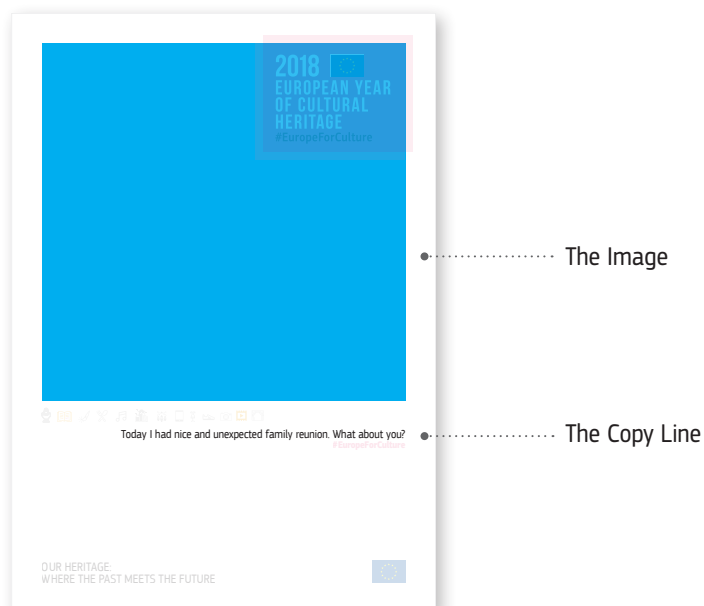 2018
EUROPEAN YEAR
OF CULTURAL
HERITAGE
#EuropeForCulture
The Image
Today I had nice and unexpected family reunion. What about you?
The Copy Line
#EuropeForCulture
OUR HERITAGE:
WHERE THE PAST MEETS THE FUTURE